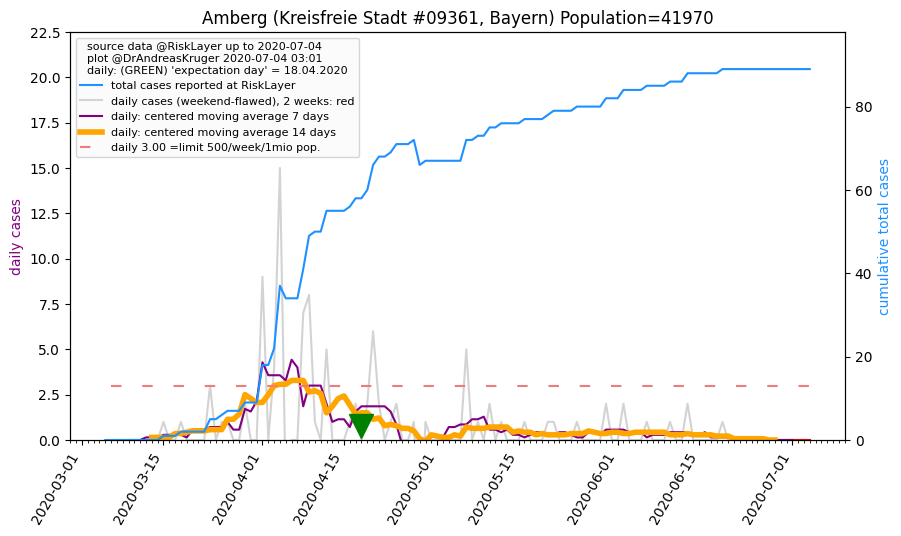 Amberg (Kreisfreie Stadt #09361, Bayern) Population=41970
source data @RiskLayer up to 2020-07-04
plot @DrAndreasKruger 2020-07-04 03:01
daily: (GREEN) 'expectation day' = 18.04.2020
total cases reported at RiskLayer
daily cases (weekend-flawed), 2 weeks: red
daily: centered moving average 7 days
daily: centered moving average 14 days
daily 3.00 =limit 500/week/1mio pop.
daily cases
22.5
20.0
17.5
15.0
12.5
10.0
7.5
5.0
2.5
0.0
cumulative total cases
80
60
40
20
0
2020-03-01
2020-03-15
2020-04-01
2020-04-15
2020-05-01
2020-05-15
2020-06-01
2020-06-15
2020-07-01